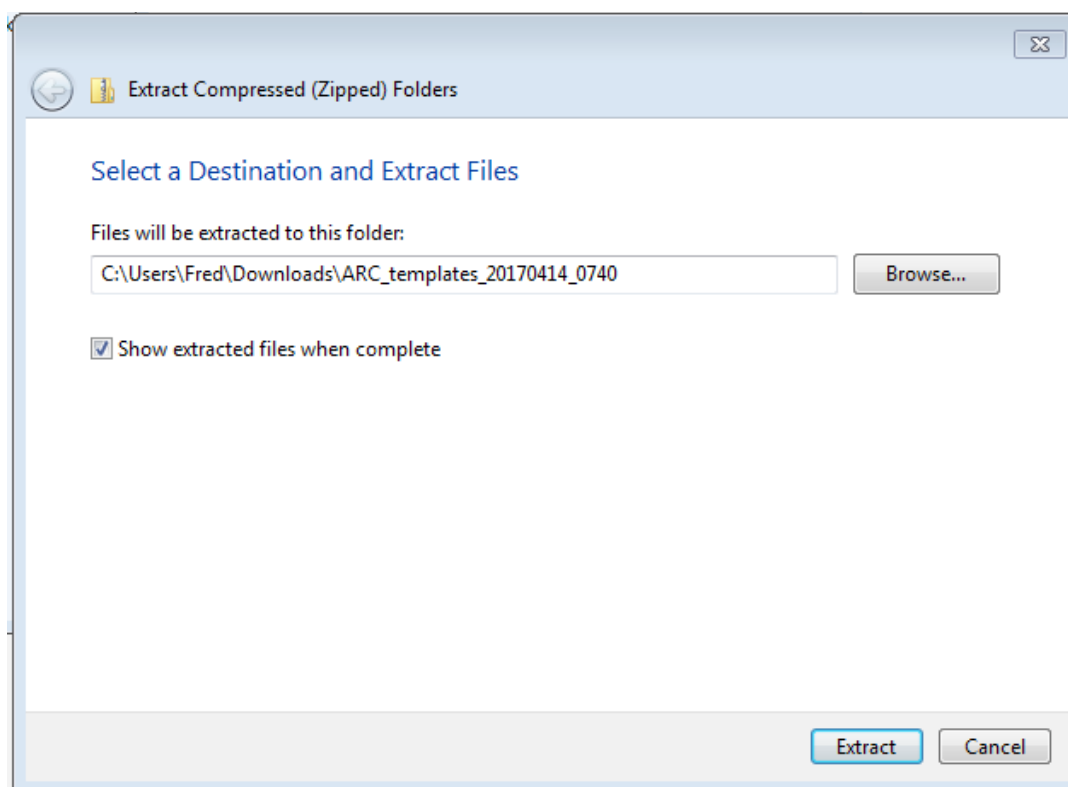 Extract Compressed (Zipped) Folders
Select a Destination and Extract Files
Files will be extracted to this folder:
C:\Users\Fred\Downloads\ARC_templates_20170414_0740
Browse...
Show extracted files when complete
Extract
Cancel